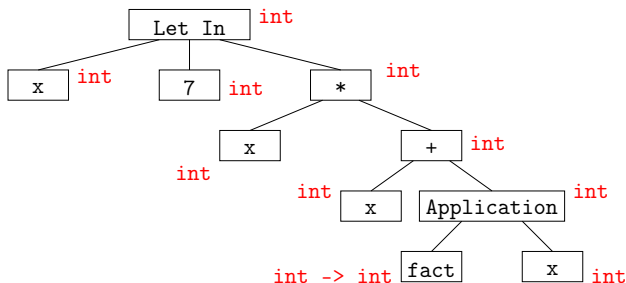 Let In int
x int 7 int * int
x int + int
int x Application int
int -> int fact x int